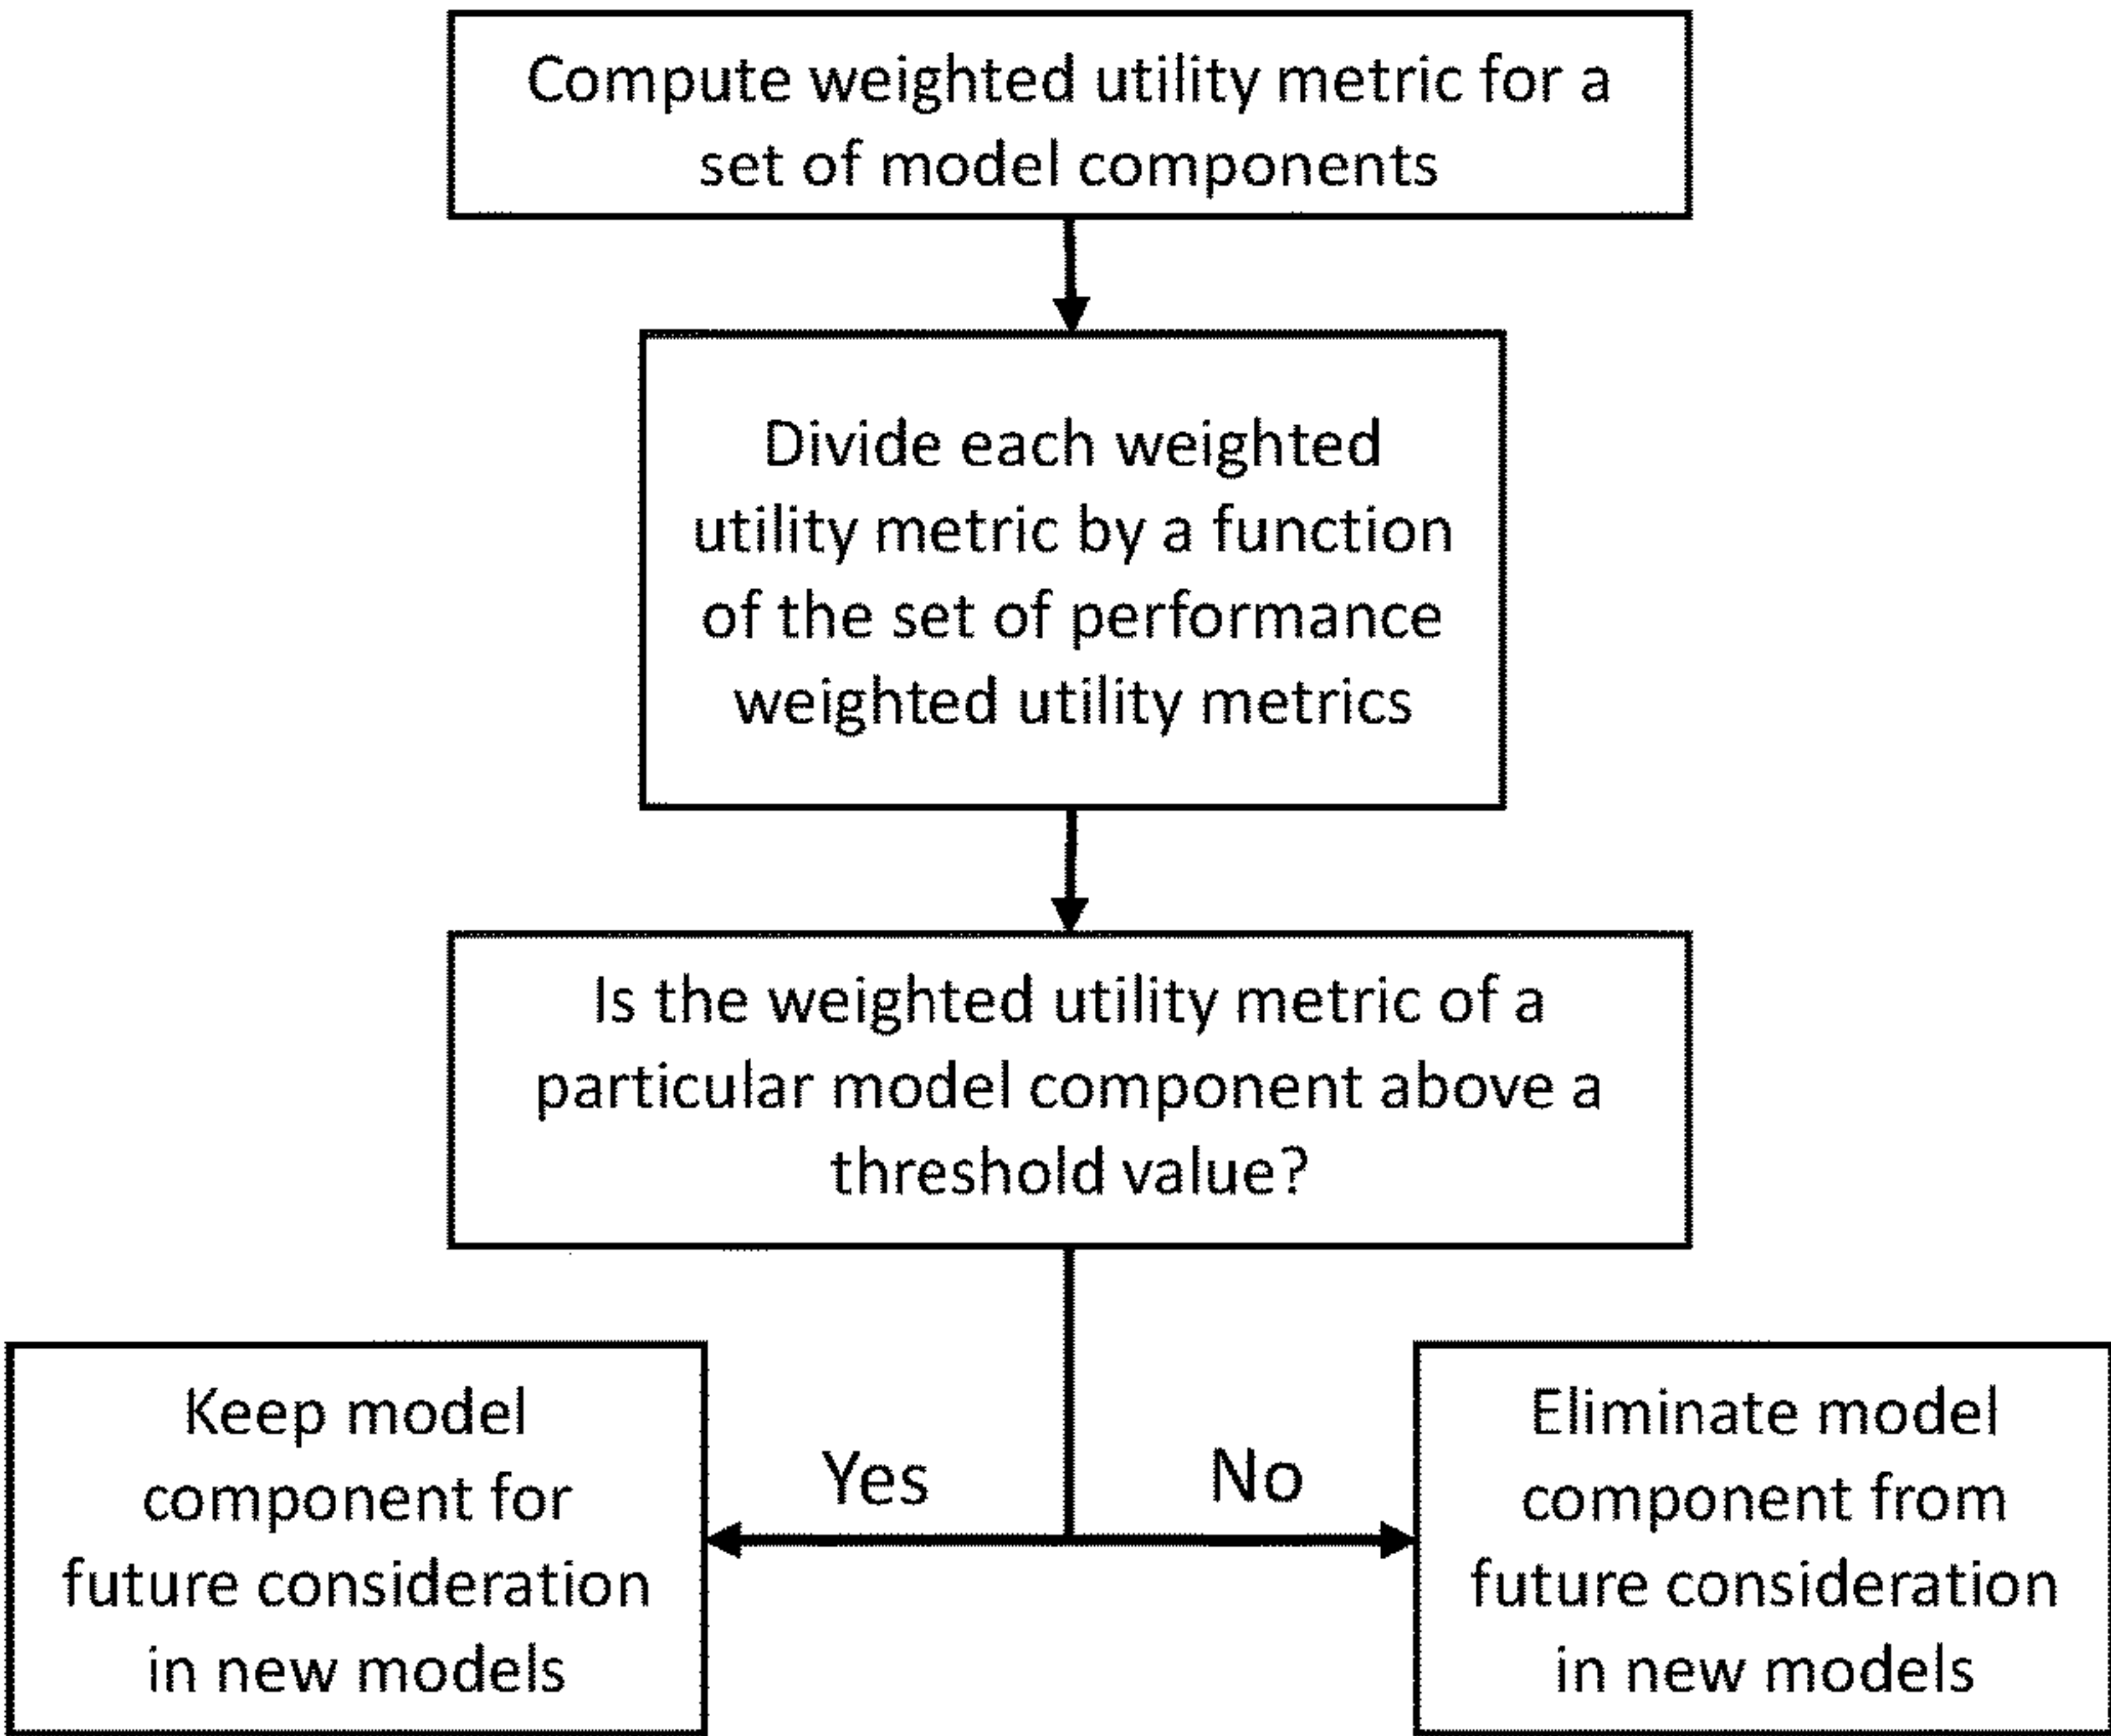 Compute weighted utility metric for a
set of model components
Divide each weighted
utility metric by a function
of the set of performance
weighted utility metrics
Is the weighted utility metric of a
particular model component above a
threshold value?
Yes
No
Keep model
component for
future consideration
in new models
Eliminate model
component from
future consideration
in new models